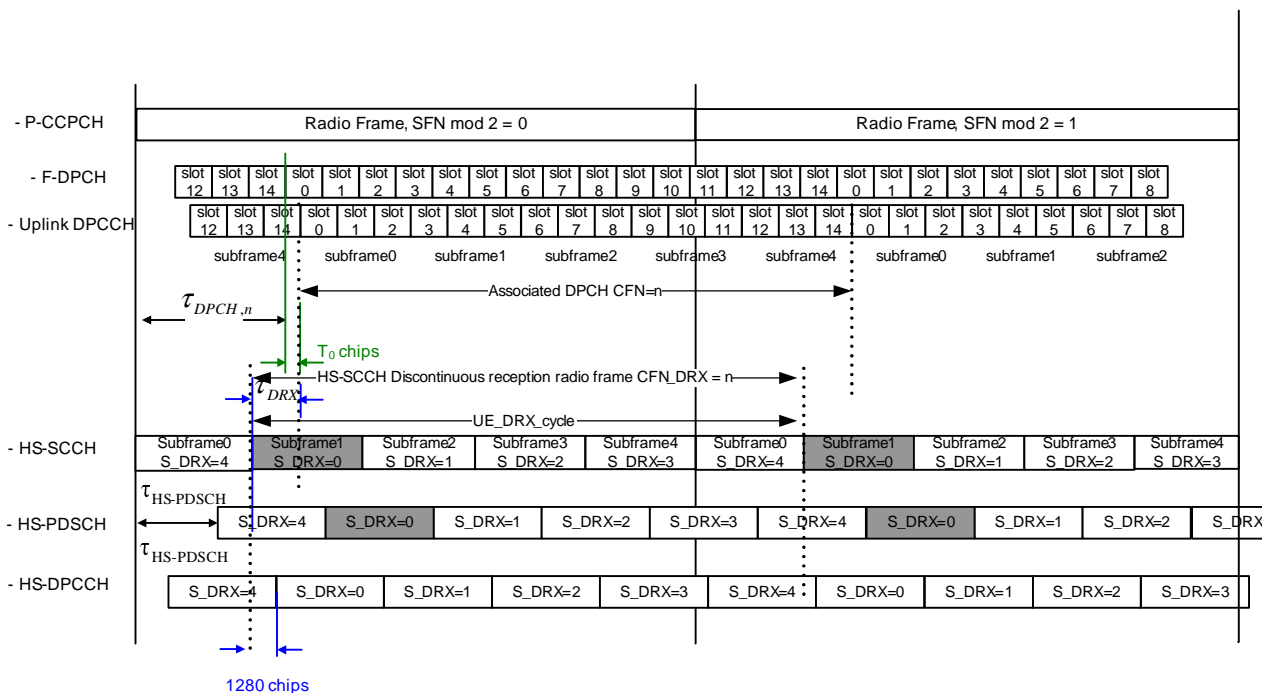 - P-CCPCH
Radio Frame, SFN mod 2 = 0
Radio Frame, SFN mod 2 = 1
- F-DPCH
slot 12 slot 13 slot 14 slot 0 slot 1 slot 2 slot 3 slot 4 slot 5 slot 6 slot 7 slot 8 slot 9 slot 10 slot 11 slot 12 slot 13 slot 14 slot 0 slot 1 slot 2 slot 3 slot 4 slot 5 slot 6 slot 7 slot 8
- Uplink DPCCH
slot 12 slot 13 slot 14 slot 0 slot 1 slot 2 slot 3 slot 4 slot 5 slot 6 slot 7 slot 8 slot 9 slot 10 slot 11 slot 12 slot 13 slot 14 slot 0 slot 1 slot 2 slot 3 slot 4 slot 5 slot 6 slot 7 slot 8
subframe4 subframe0 subframe1 subframe2 subframe3 subframe4 subframe0 subframe1 subframe2
Associated DPCH CFN=n
τDPCH,n
T0 chips
HS-SCCH Discontinuous reception radio frame CFN_DRX = n
τDRX
UE_DRX_cycle
- HS-SCCH
Subframe0 Subframe1 Subframe2 Subframe3 Subframe4 Subframe0 Subframe1 Subframe2 Subframe3 Subframe4
S_DRX=4 S_DRX=0 S_DRX=1 S_DRX=2 S_DRX=3 S_DRX=4 S_DRX=0 S_DRX=1 S_DRX=2 S_DRX=3
τHS-PDSCH
- HS-PDSCH
S_DRX=4 S_DRX=0 S_DRX=1 S_DRX=2 S_DRX=3 S_DRX=4 S_DRX=0 S_DRX=1 S_DRX=2 S_DRX
τHS-PDSCH
- HS-DPCCH
S_DRX=4 S_DRX=0 S_DRX=1 S_DRX=2 S_DRX=3 S_DRX=4 S_DRX=0 S_DRX=1 S_DRX=2 S_DRX=3
1280 chips